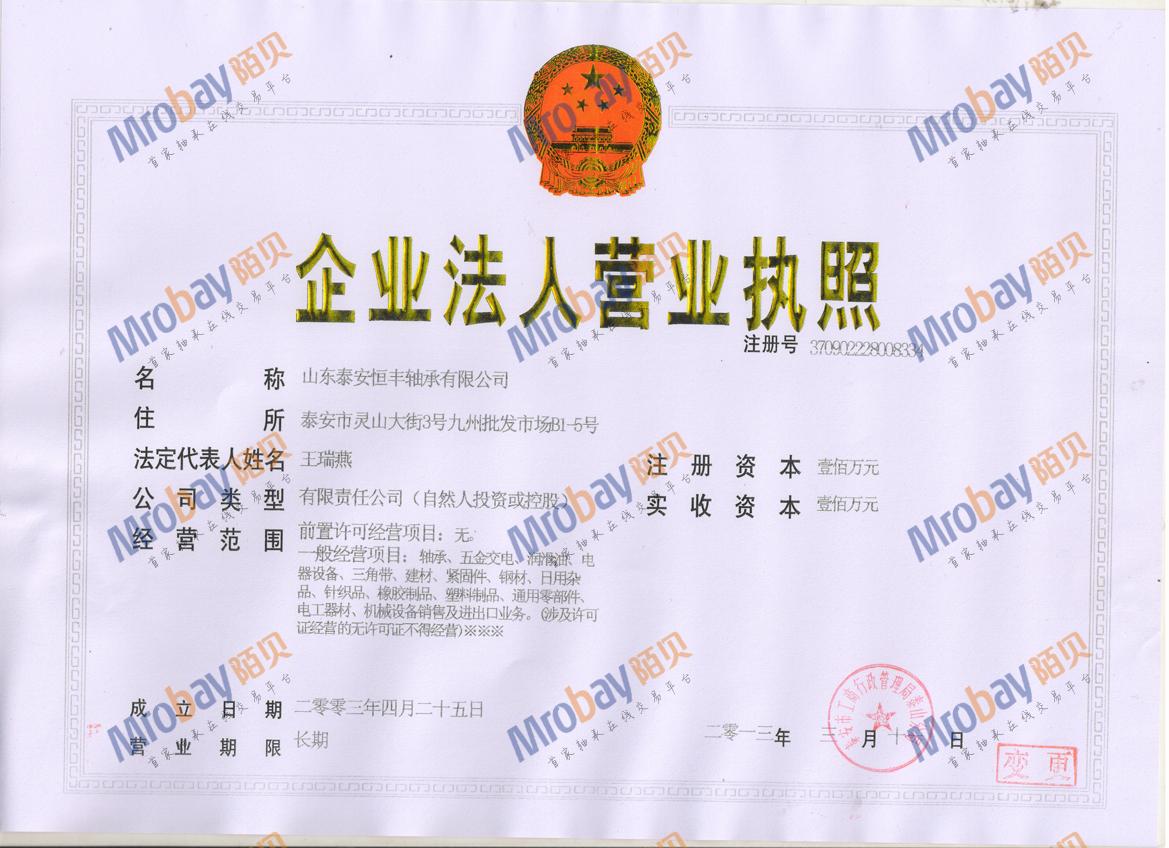 企业法人营业执照
注册号 370902228008334
名称 山东泰安恒丰轴承有限公司
住所 泰安市灵山大街3号九州批发市场B1-5号
法定代表人姓名 王瑞燕
注册资本 壹佰万元
公司类型 有限责任公司（自然人投资或控股）
实收资本 壹佰万元
经营范围 前置许可经营项目：无。
一般经营项目：轴承、五金交电、润滑油、电
器设备、三角带、建材、紧固件、钢材、日用杂
品、针织品、橡胶制品、塑料制品、通用零部件、
电工器材、机械设备销售及进出口业务。(涉及许可
证经营的无许可证不得经营)※※※
成立日期 二零零三年四月二十五日
营业期限 长期
二零一三年 三月 日
泰安市工商行政管理局泰山
变更
Mrobay陌贝
首家轴承在线交易平台